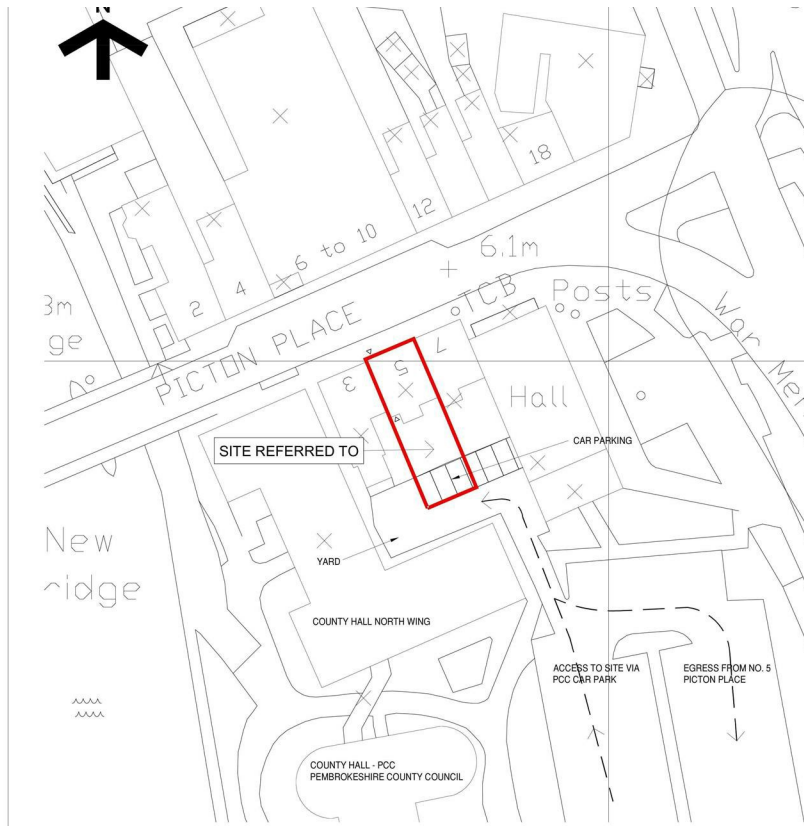 N
18
12
6 to 10
6.1m
4
2
3m
ge
TCB
Posts
PICTON PLACE
War Mem
7
5
3
Hall
SITE REFERRED TO
CAR PARKING
New
ridge
YARD
COUNTY HALL NORTH WING
ACCESS TO SITE VIA
PCC CAR PARK
EGRESS FROM NO. 5
PICTON PLACE
COUNTY HALL - PCC
PEMBROKESHIRE COUNTY COUNCIL